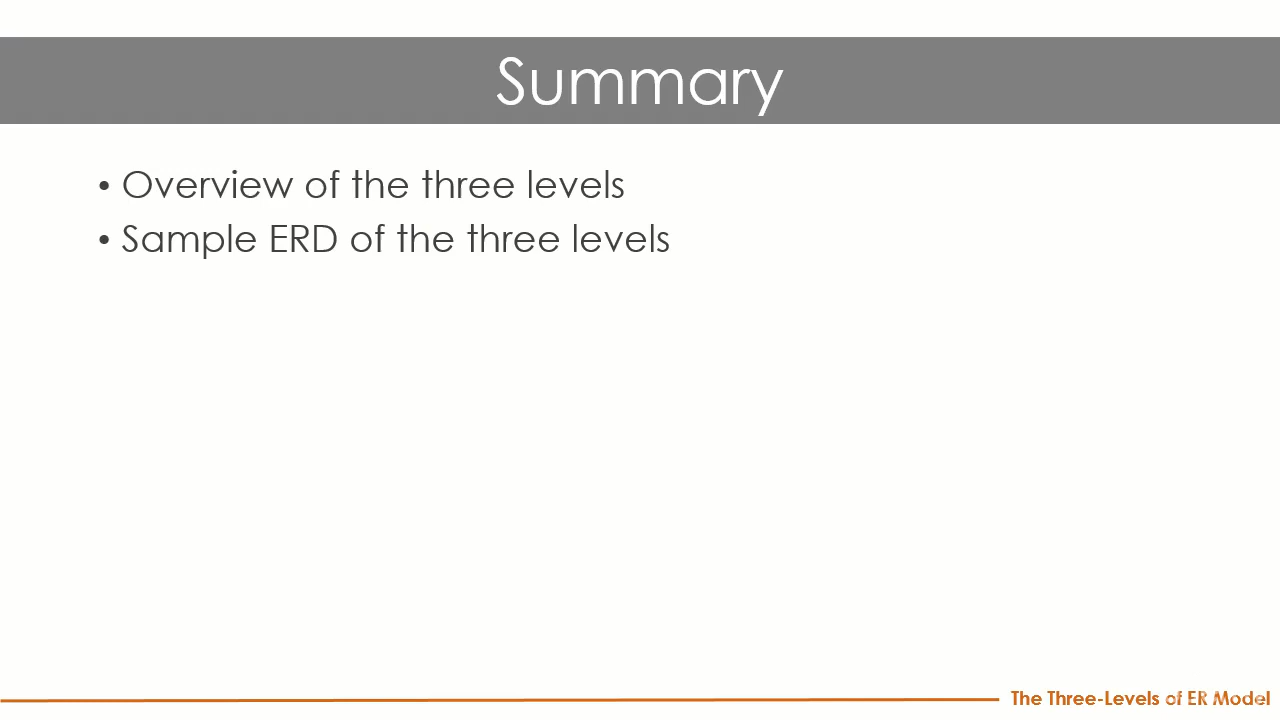 Summary
• Overview of the three levels
• Sample ERD of the three levels
The Three-Levels of ER Model